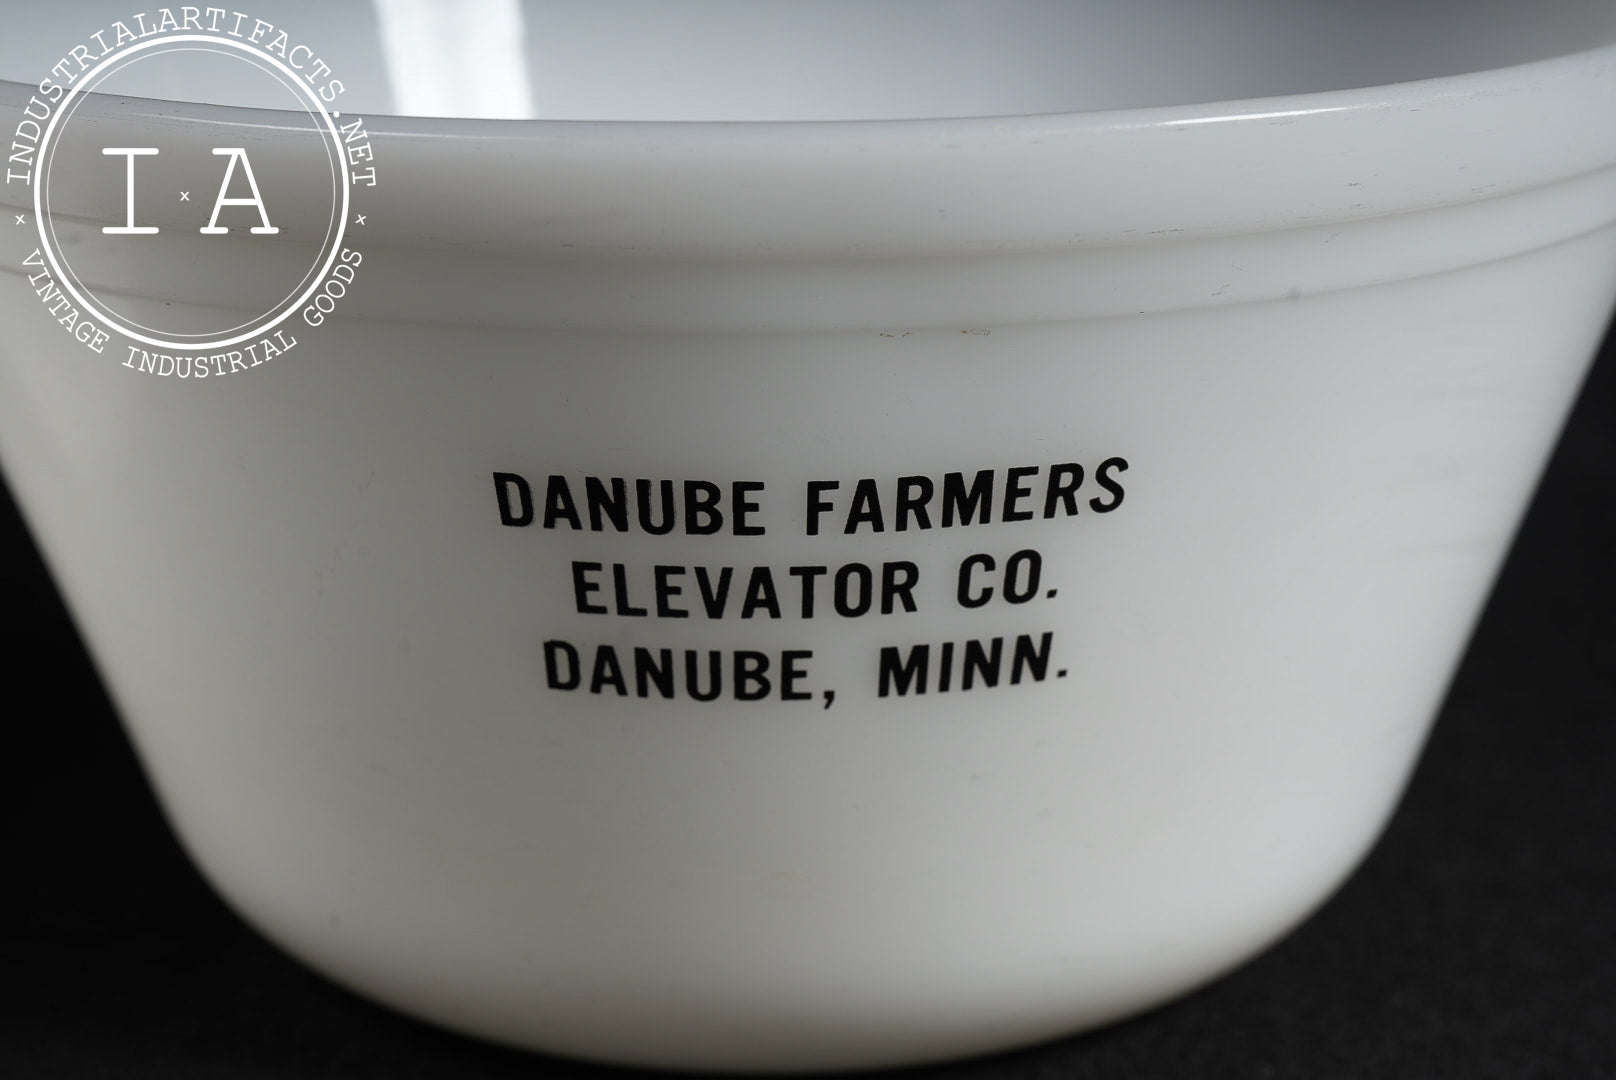 INDUSTRIALARTIFACTS.NET
I x A
x x
VINTAGE INDUSTRIAL GOODS
DANUBE FARMERS
ELEVATOR CO.
DANUBE, MINN.